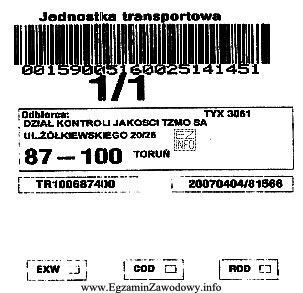 Jednostka transportowa
00159005160025141451
1/1
Odbiorca: TYX 3061
DZIAŁ KONTROLI JAKOŚCI TZMO SA
UL.ŻÓŁKIEWSKIEGO 20/26
EZ
INFO
87-100 TORUŃ
TR100687400 20070404/81566
EXW COD ROD
www.EgzaminZawodowy.info